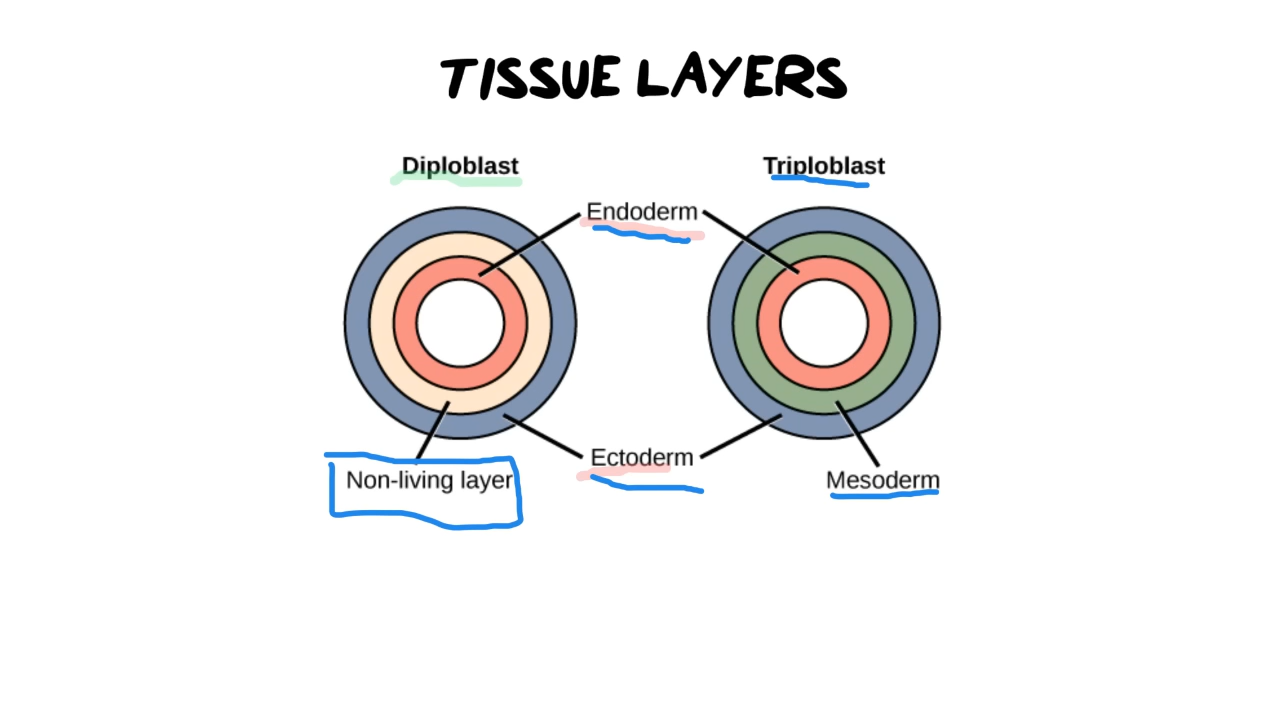 TISSUE LAYERS
Diploblast
Triploblast
Endoderm
Ectoderm
Non-living layer
Mesoderm